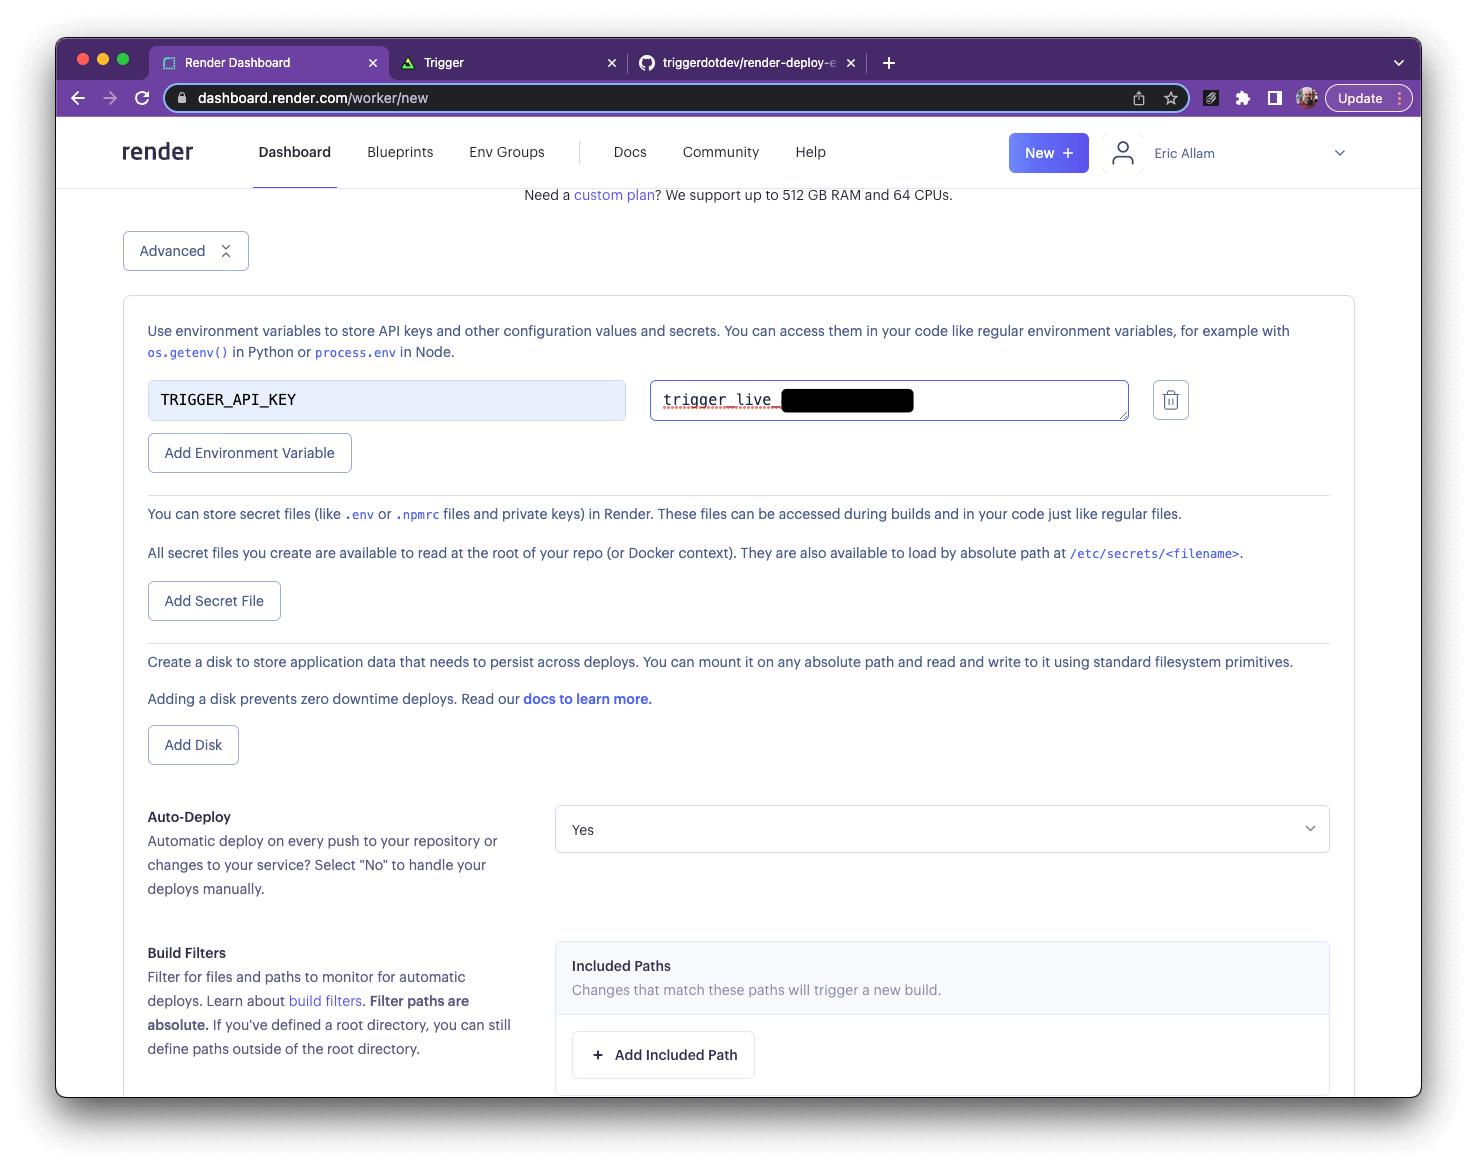 Render Dashboard
Trigger
triggerdotdev/render-deploy-e
dashboard.render.com/worker/new
Update
render
Dashboard
Blueprints
Env Groups
Docs
Community
Help
New +
Eric Allam
Need a custom plan? We support up to 512 GB RAM and 64 CPUs.
Advanced
Use environment variables to store API keys and other configuration values and secrets. You can access them in your code like regular environment variables, for example with
os.getenv() in Python or process.env in Node.
TRIGGER_API_KEY
trigger_live_
Add Environment Variable
You can store secret files (like .env or .npmrc files and private keys) in Render. These files can be accessed during builds and in your code just like regular files.
All secret files you create are available to read at the root of your repo (or Docker context). They are also available to load by absolute path at /etc/secrets/<filename>.
Add Secret File
Create a disk to store application data that needs to persist across deploys. You can mount it on any absolute path and read and write to it using standard filesystem primitives.
Adding a disk prevents zero downtime deploys. Read our docs to learn more.
Add Disk
Auto-Deploy
Automatic deploy on every push to your repository or
changes to your service? Select "No" to handle your
deploys manually.
Yes
Build Filters
Filter for files and paths to monitor for automatic
deploys. Learn about build filters. Filter paths are
absolute. If you've defined a root directory, you can still
define paths outside of the root directory.
Included Paths
Changes that match these paths will trigger a new build.
+ Add Included Path